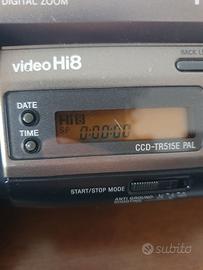 DIGITAL ZOOM
BACK L
video Hi8
DATE
TIME
Hi8
SP 0:00:00
CCD-TR515E PAL
START/STOP MODE
ANTI GROUND
SHOOTING
subito